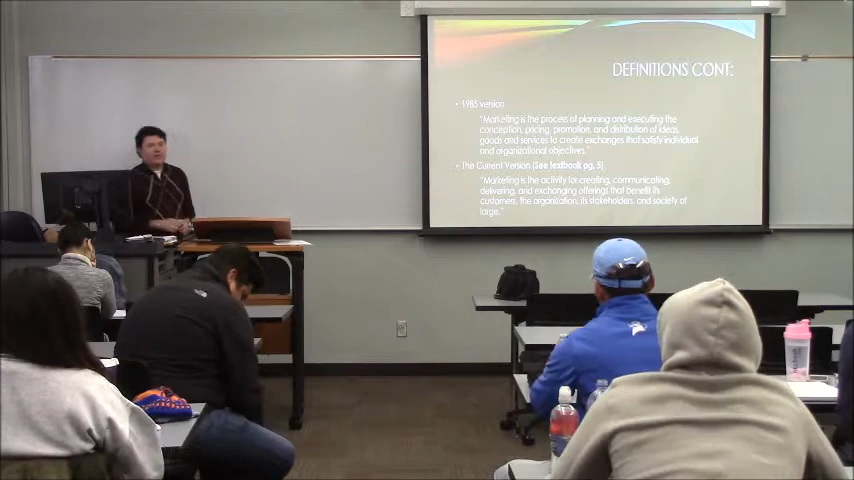 DEFINITIONS CONT:
• 1985 version
"Marketing is the process of planning and executing the
conception, pricing, promotion, and distribution of ideas,
goods and services to create exchanges that satisfy individual
and organizational objectives."
• The Current Version (See textbook pg. 5)
"Marketing is the activity for creating, communicating,
delivering, and exchanging offerings that benefit its
customers, the organization, its stakeholders, and society at
large."